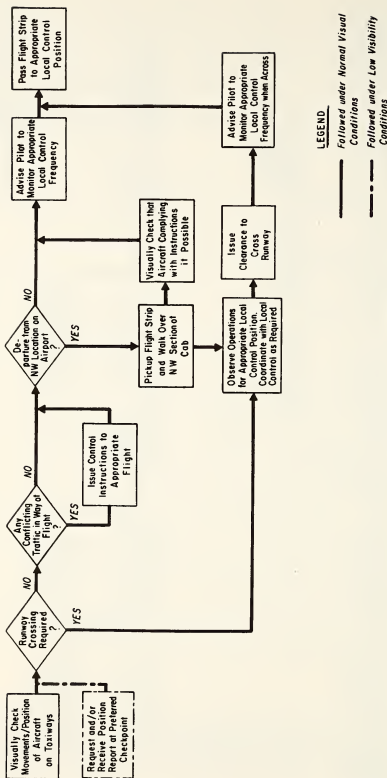 Visually Check
Movements/Position
of Aircraft
on Taxiways
Request and/or
Receive Position
Report at Preferred
Checkpoint
Runway
Crossing
Required
?
NO
YES
Any
Conflicting
Traffic in Way of
Flight
?
NO
YES
Issue Control
Instructions to
Appropriate
Flight
De-
parture from
NW Location on
Airport
?
NO
YES
Pickup Flight Strip
and Walk Over
NW Section of
Cab
Visually Check that
Aircraft Complying
with Instructions
if Possible
Observe Operations
for Appropriate Local
Control Position.
Coordinate with Local
Control as Required
Issue
Clearance to
Cross
Runway
Advise Pilot to
Monitor Appropriate
Local Control
Frequency
Advise Pilot to
Monitor Appropriate
Local Control
Frequency when Across
Pass Flight Strip
to Appropriate
Local Control
Position
LEGEND
Followed under Normal Visual
Conditions
Followed under Low Visibility
Conditions